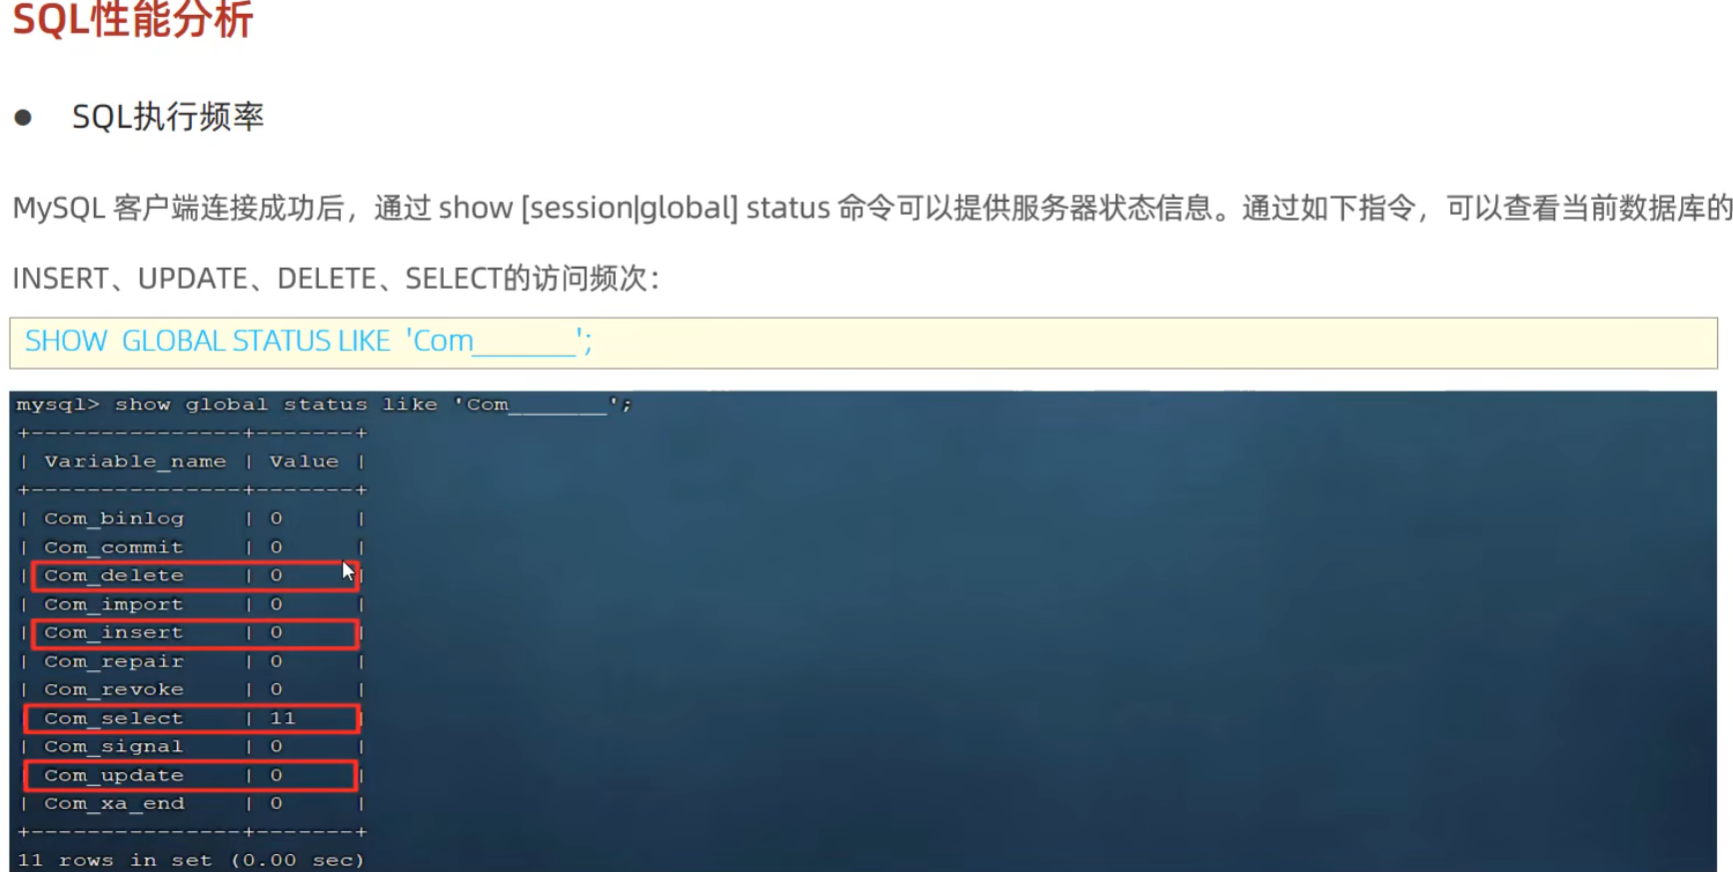 SQL性能分析
● SQL执行频率
MySQL 客户端连接成功后，通过 show [session|global] status 命令可以提供服务器状态信息。通过如下指令，可以查看当前数据库的
INSERT、UPDATE、DELETE、SELECT的访问频次：
SHOW GLOBAL STATUS LIKE 'Com_______';
mysql> show global status like 'Com_______';
+---------------+-------+
| Variable_name | Value |
+---------------+-------+
| Com_binlog    | 0     |
| Com_commit    | 0     |
| Com_delete    | 0     |
| Com_import    | 0     |
| Com_insert    | 0     |
| Com_repair    | 0     |
| Com_revoke    | 0     |
| Com_select    | 11    |
| Com_signal    | 0     |
| Com_update    | 0     |
| Com_xa_end    | 0     |
+---------------+-------+
11 rows in set (0.00 sec)